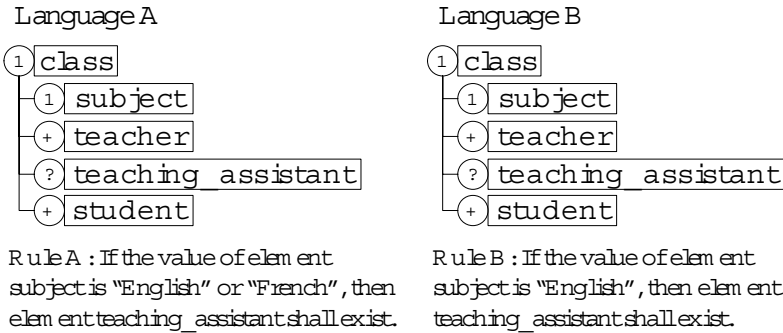 Language A
1 class
1 subject
+ teacher
? teaching_assistant
+ student
Rule A : If the value of element
subject is “English” or “French”, then
element teaching_assistant shall exist.
Language B
1 class
1 subject
+ teacher
? teaching_assistant
+ student
Rule B : If the value of element
subject is “English”, then element
teaching_assistant shall exist.